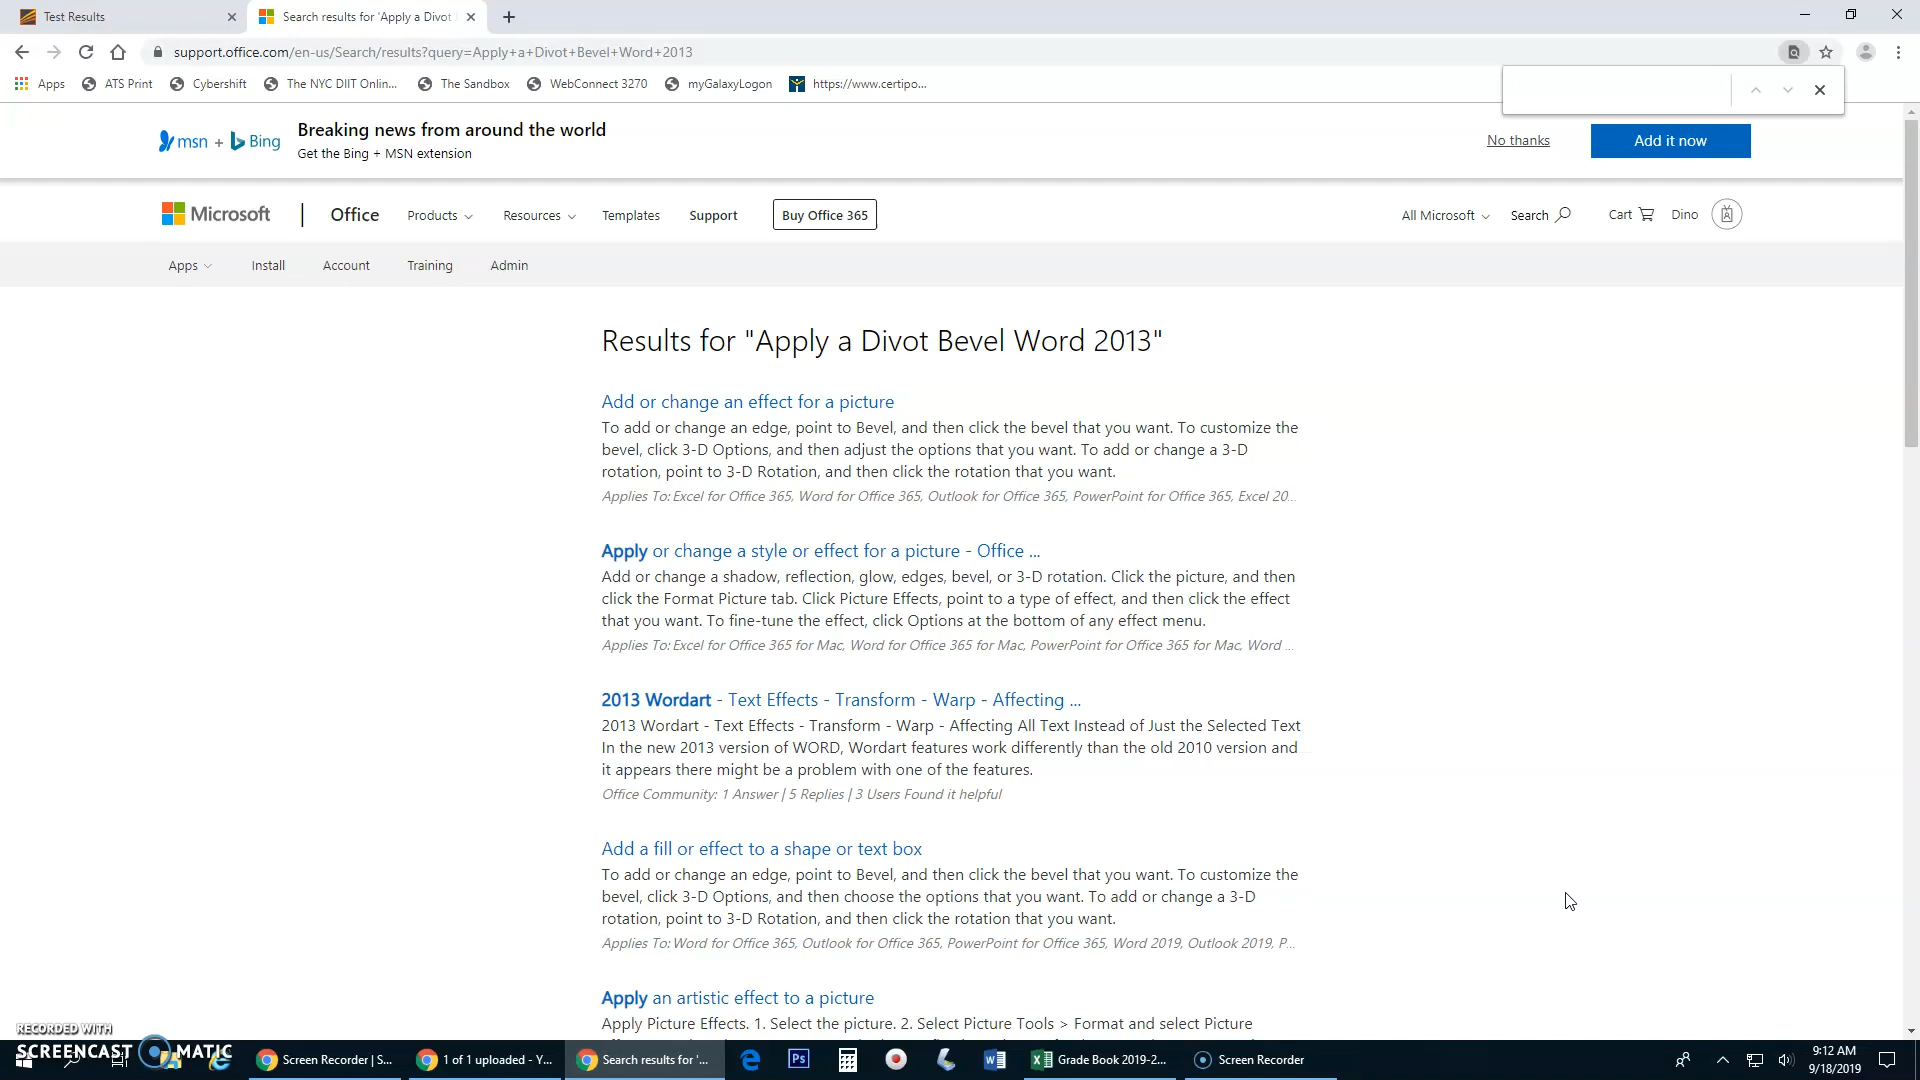 Test Results
Search results for 'Apply a Divot
support.office.com/en-us/Search/results?query=Apply+a+Divot+Bevel+Word+2013
Apps
ATS Print
Cybershift
The NYC DIIT Onlin...
The Sandbox
WebConnect 3270
myGalaxyLogon
https://www.certipo...
msn + Bing
Breaking news from around the world
Get the Bing + MSN extension
No thanks
Add it now
Microsoft
Office
Products
Resources
Templates
Support
Buy Office 365
All Microsoft
Search
Cart
Dino
Apps
Install
Account
Training
Admin
Results for "Apply a Divot Bevel Word 2013"
Add or change an effect for a picture
To add or change an edge, point to Bevel, and then click the bevel that you want. To customize the
bevel, click 3-D Options, and then adjust the options that you want. To add or change a 3-D
rotation, point to 3-D Rotation, and then click the rotation that you want.
Applies To: Excel for Office 365, Word for Office 365, Outlook for Office 365, PowerPoint for Office 365, Excel 20...
Apply or change a style or effect for a picture - Office ...
Add or change a shadow, reflection, glow, edges, bevel, or 3-D rotation. Click the picture, and then
click the Format Picture tab. Click Picture Effects, point to a type of effect, and then click the effect
that you want. To fine-tune the effect, click Options at the bottom of any effect menu.
Applies To: Excel for Office 365 for Mac, Word for Office 365 for Mac, PowerPoint for Office 365 for Mac, Word ...
2013 Wordart - Text Effects - Transform - Warp - Affecting ...
2013 Wordart - Text Effects - Transform - Warp - Affecting All Text Instead of Just the Selected Text
In the new 2013 version of WORD, Wordart features work differently than the old 2010 version and
it appears there might be a problem with one of the features.
Office Community: 1 Answer | 5 Replies | 3 Users Found it helpful
Add a fill or effect to a shape or text box
To add or change an edge, point to Bevel, and then click the bevel that you want. To customize the
bevel, click 3-D Options, and then choose the options that you want. To add or change a 3-D
rotation, point to 3-D Rotation, and then click the rotation that you want.
Applies To: Word for Office 365, Outlook for Office 365, PowerPoint for Office 365, Word 2019, Outlook 2019, P...
Apply an artistic effect to a picture
Apply Picture Effects. 1. Select the picture. 2. Select Picture Tools > Format and select Picture
RECORDED WITH
SCREENCAST MATIC
Screen Recorder | S...
1 of 1 uploaded - Y...
Search results for '...
Ps
Grade Book 2019-2...
Screen Recorder
9:12 AM
9/18/2019